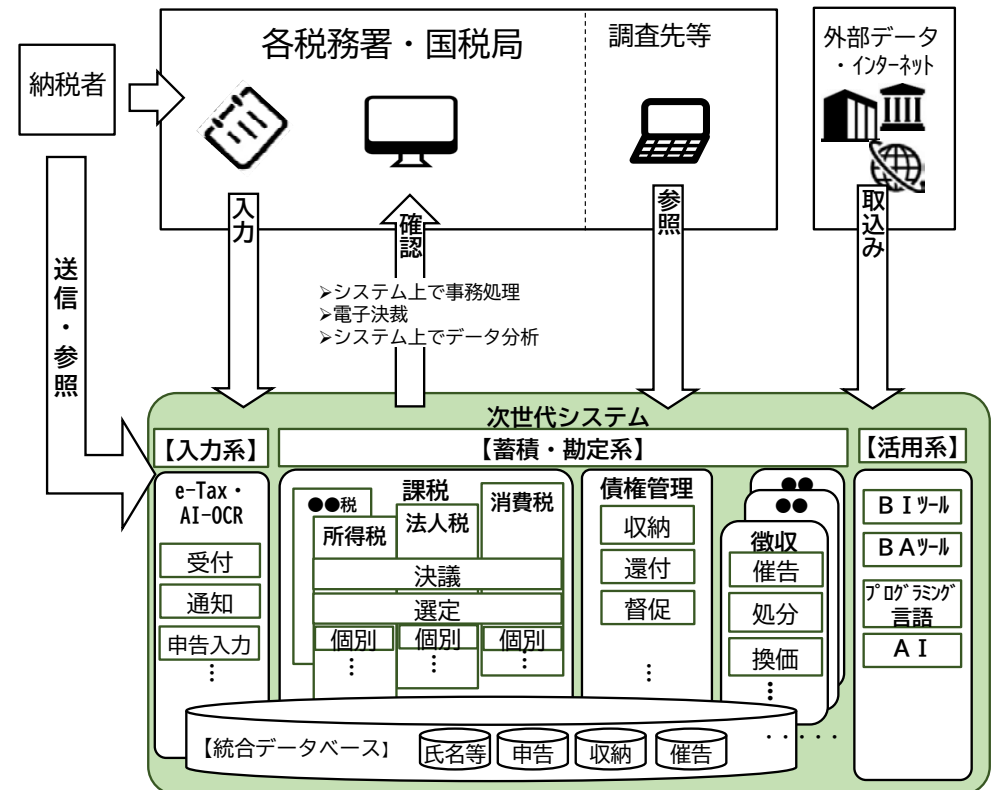 納税者
各税務署・国税局
調査先等
外部データ
・インターネット
入力
確認
参照
取込み
送信・参照
➢システム上で事務処理
➢電子決裁
➢システム上でデータ分析
次世代システム
【入力系】
【蓄積・勘定系】
【活用系】
e-Tax・
AI-OCR
受付
通知
申告入力
⋮
課税
●●税
所得税
法人税
消費税
決議
選定
個別
個別
個別
⋮
⋮
⋮
債権管理
収納
還付
督促
⋮
●●
●●
徴収
催告
処分
換価
⋮
ＢＩツール
ＢＡツール
プログラミング
言語
ＡＩ
【統合データベース】
氏名等
申告
収納
催告
・・・・・